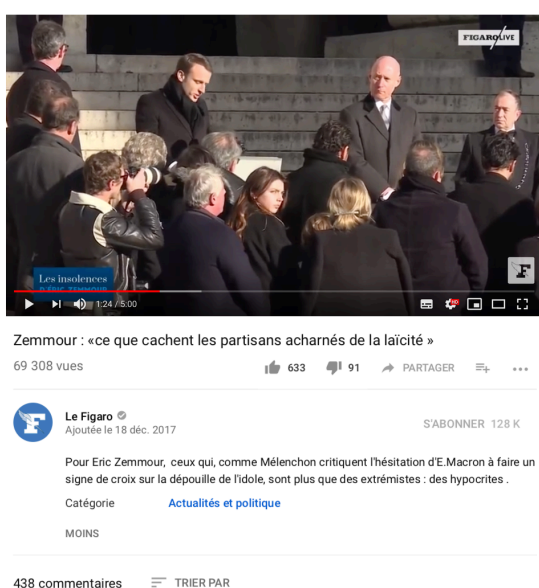 FIGAROLIVE
Les insolences
D'ÉRIC ZEMMOUR
F
1:24 / 5:00
HD
Zemmour : «ce que cachent les partisans acharnés de la laïcité »
69 308 vues
633
91
PARTAGER
Le Figaro
Ajoutée le 18 déc. 2017
S'ABONNER 128 K
Pour Eric Zemmour, ceux qui, comme Mélenchon critiquent l'hésitation d'E.Macron à faire un
signe de croix sur la dépouille de l'idole, sont plus que des extrémistes : des hypocrites .
Catégorie
Actualités et politique
MOINS
438 commentaires
TRIER PAR